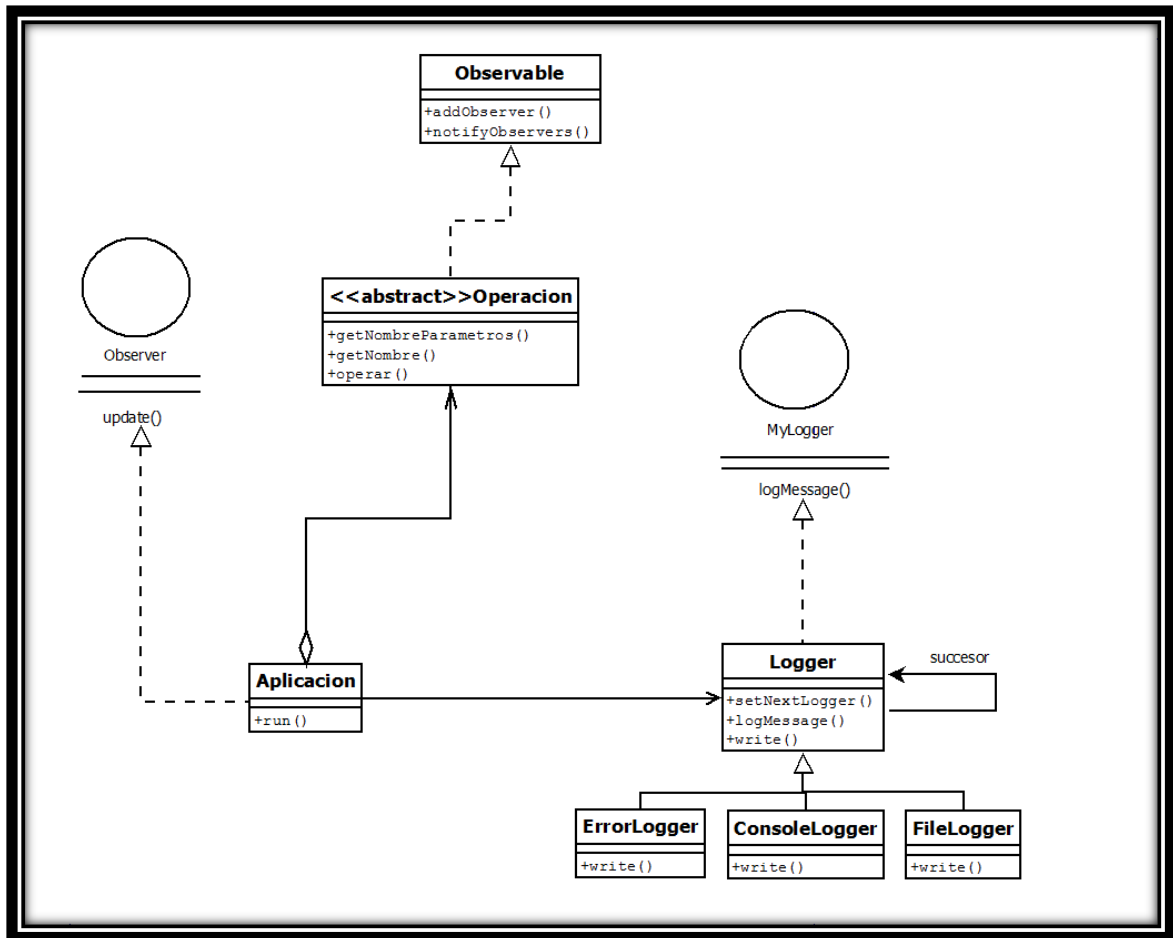 Observable
+addObserver()
+notifyObservers()
<<abstract>>Operacion
+getNombreParametros()
+getNombre()
+operar()
Observer
update()
MyLogger
logMessage()
Aplicacion
+run()
Logger
+setNextLogger()
+logMessage()
+write()
succesor
ErrorLogger
+write()
ConsoleLogger
+write()
FileLogger
+write()